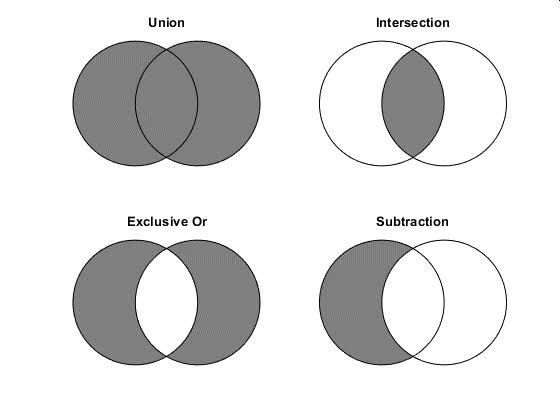 Union
Intersection
Exclusive Or
Subtraction